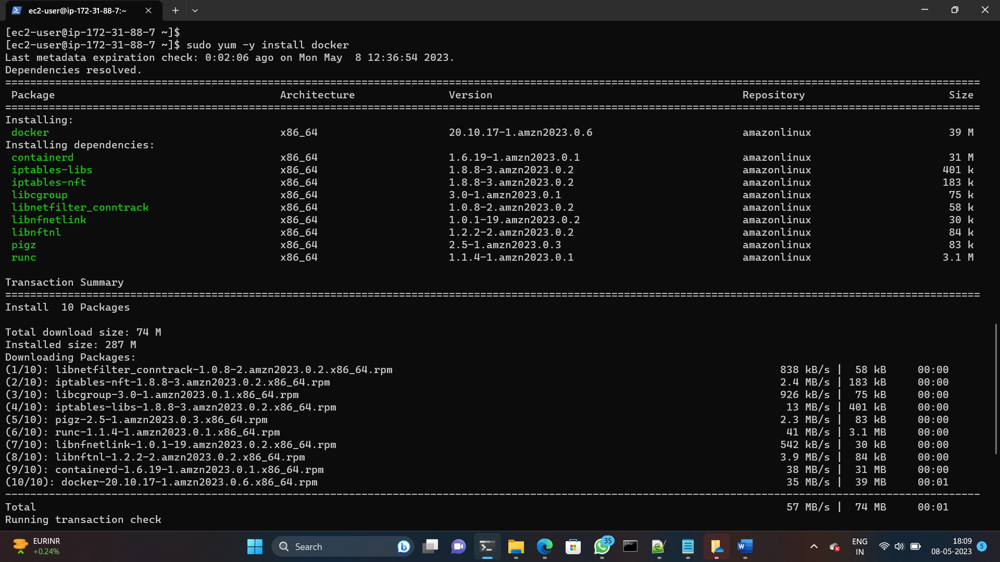 ec2-user@ip-172-31-88-7:~
[ec2-user@ip-172-31-88-7 ~]$
[ec2-user@ip-172-31-88-7 ~]$ sudo yum -y install docker
Last metadata expiration check: 0:02:06 ago on Mon May  8 12:36:54 2023.
Dependencies resolved.
Package Architecture Version Repository Size
Installing:
docker x86_64 20.10.17-1.amzn2023.0.6 amazonlinux 39 M
Installing dependencies:
containerd x86_64 1.6.19-1.amzn2023.0.1 amazonlinux 31 M
iptables-libs x86_64 1.8.8-3.amzn2023.0.2 amazonlinux 401 k
iptables-nft x86_64 1.8.8-3.amzn2023.0.2 amazonlinux 183 k
libcgroup x86_64 3.0-1.amzn2023.0.1 amazonlinux 75 k
libnetfilter_conntrack x86_64 1.0.8-2.amzn2023.0.2 amazonlinux 58 k
libnfnetlink x86_64 1.0.1-19.amzn2023.0.2 amazonlinux 30 k
libnftnl x86_64 1.2.2-2.amzn2023.0.2 amazonlinux 84 k
pigz x86_64 2.5-1.amzn2023.0.3 amazonlinux 83 k
runc x86_64 1.1.4-1.amzn2023.0.1 amazonlinux 3.1 M
Transaction Summary
Install  10 Packages
Total download size: 74 M
Installed size: 287 M
Downloading Packages:
(1/10): libnetfilter_conntrack-1.0.8-2.amzn2023.0.2.x86_64.rpm 838 kB/s | 58 kB 00:00
(2/10): iptables-nft-1.8.8-3.amzn2023.0.2.x86_64.rpm 2.4 MB/s | 183 kB 00:00
(3/10): libcgroup-3.0-1.amzn2023.0.1.x86_64.rpm 926 kB/s | 75 kB 00:00
(4/10): iptables-libs-1.8.8-3.amzn2023.0.2.x86_64.rpm 13 MB/s | 401 kB 00:00
(5/10): pigz-2.5-1.amzn2023.0.3.x86_64.rpm 2.3 MB/s | 83 kB 00:00
(6/10): runc-1.1.4-1.amzn2023.0.1.x86_64.rpm 41 MB/s | 3.1 MB 00:00
(7/10): libnfnetlink-1.0.1-19.amzn2023.0.2.x86_64.rpm 542 kB/s | 30 kB 00:00
(8/10): libnftnl-1.2.2-2.amzn2023.0.2.x86_64.rpm 3.9 MB/s | 84 kB 00:00
(9/10): containerd-1.6.19-1.amzn2023.0.1.x86_64.rpm 38 MB/s | 31 MB 00:00
(10/10): docker-20.10.17-1.amzn2023.0.6.x86_64.rpm 35 MB/s | 39 MB 00:01
Total 57 MB/s | 74 MB 00:01
Running transaction check
EURINR
+0.24%
Search
35
W
ENG
IN
18:09
08-05-2023
5